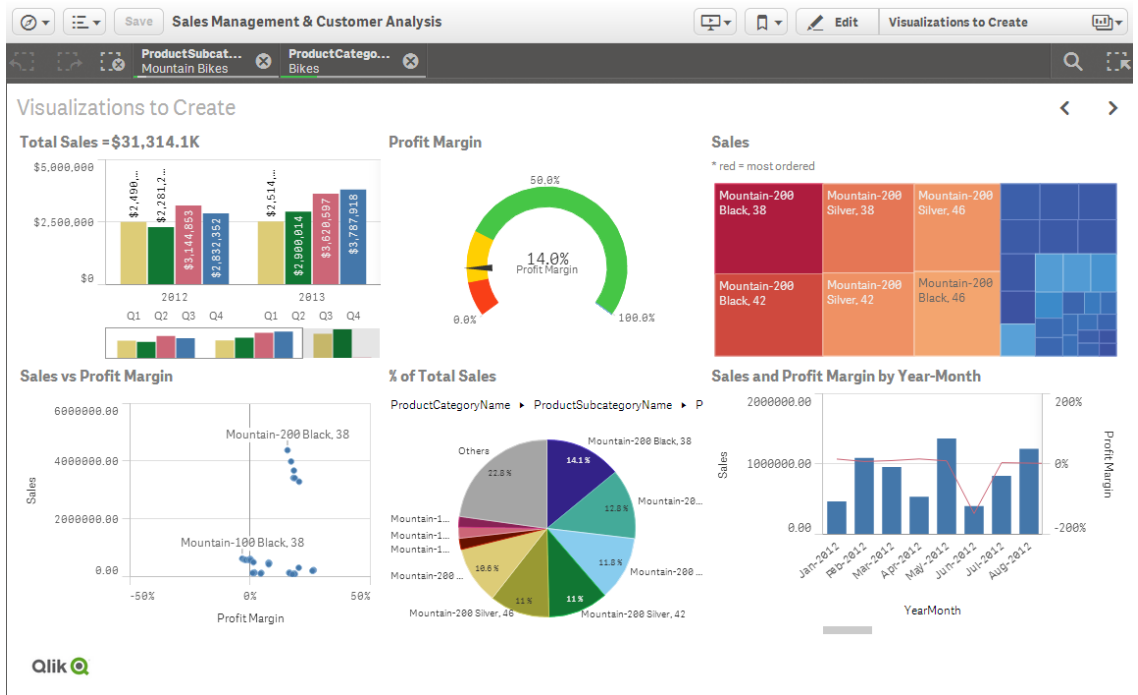 Save
Sales Management & Customer Analysis
Edit
Visualizations to Create
ProductSubcat...
Mountain Bikes
ProductCatego...
Bikes
Visualizations to Create
Total Sales =$31,314.1K
$5,000,000
$2,500,000
$0
$2,490,...
$2,281,2...
$3,144,853
$2,832,352
$2,514,...
$2,900,014
$3,620,597
$3,787,918
2012
2013
Q1 Q2 Q3 Q4 Q1 Q2 Q3 Q4
Profit Margin
50.0%
14.0%
Profit Margin
0.0%
100.0%
Sales
* red = most ordered
Mountain-200
Black, 38
Mountain-200
Silver, 38
Mountain-200
Silver, 46
Mountain-200
Black, 42
Mountain-200
Silver, 42
Mountain-200
Black, 46
Sales vs Profit Margin
6000000.00
4000000.00
2000000.00
0.00
Sales
Mountain-200 Black, 38
Mountain-100 Black, 38
-50%
0%
50%
Profit Margin
% of Total Sales
ProductCategoryName ▸ ProductSubcategoryName ▸ P
Others
22.8%
Mountain-200 Black, 38
14.1%
Mountain-20...
12.8%
Mountain-200 ...
11.8%
Mountain-200 Silver, 42
11%
Mountain-200 Silver, 46
11%
Mountain-200 ...
10.6%
Mountain-1...
Mountain-1...
Mountain-1...
Sales and Profit Margin by Year-Month
2000000.00
1000000.00
0.00
Sales
200%
0%
-200%
Profit Margin
Jan-2012
Feb-2012
Mar-2012
Apr-2012
May-2012
Jun-2012
Jul-2012
Aug-2012
YearMonth
Qlik